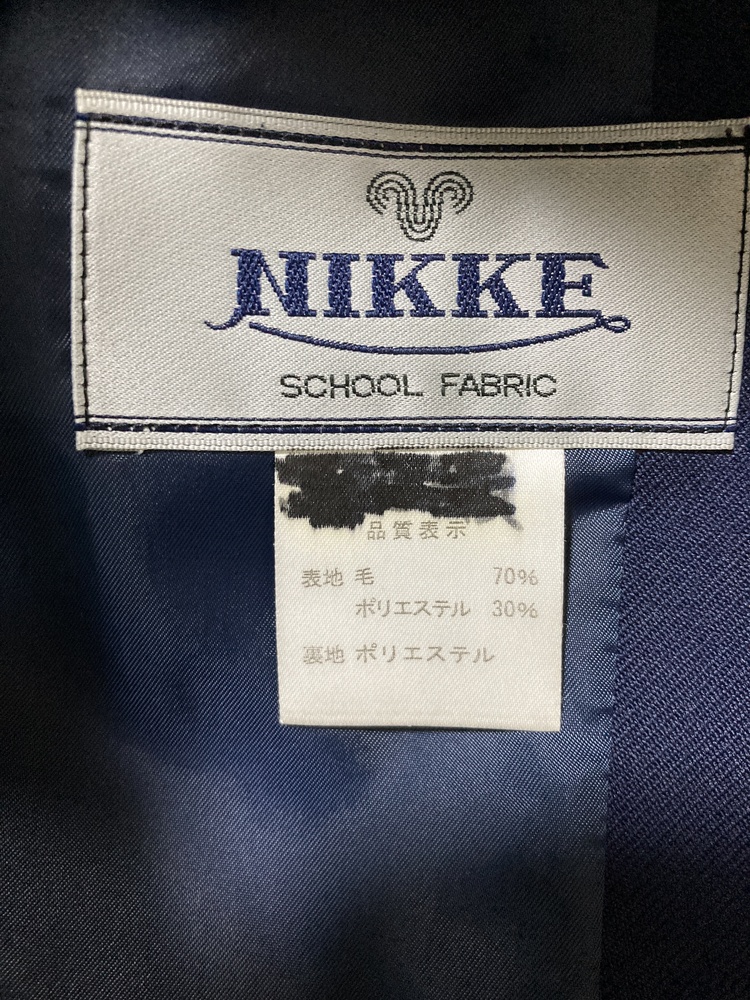 NIKKE
SCHOOL FABRIC
品質表示
表地 毛 70%
ポリエステル 30%
裏地 ポリエステル